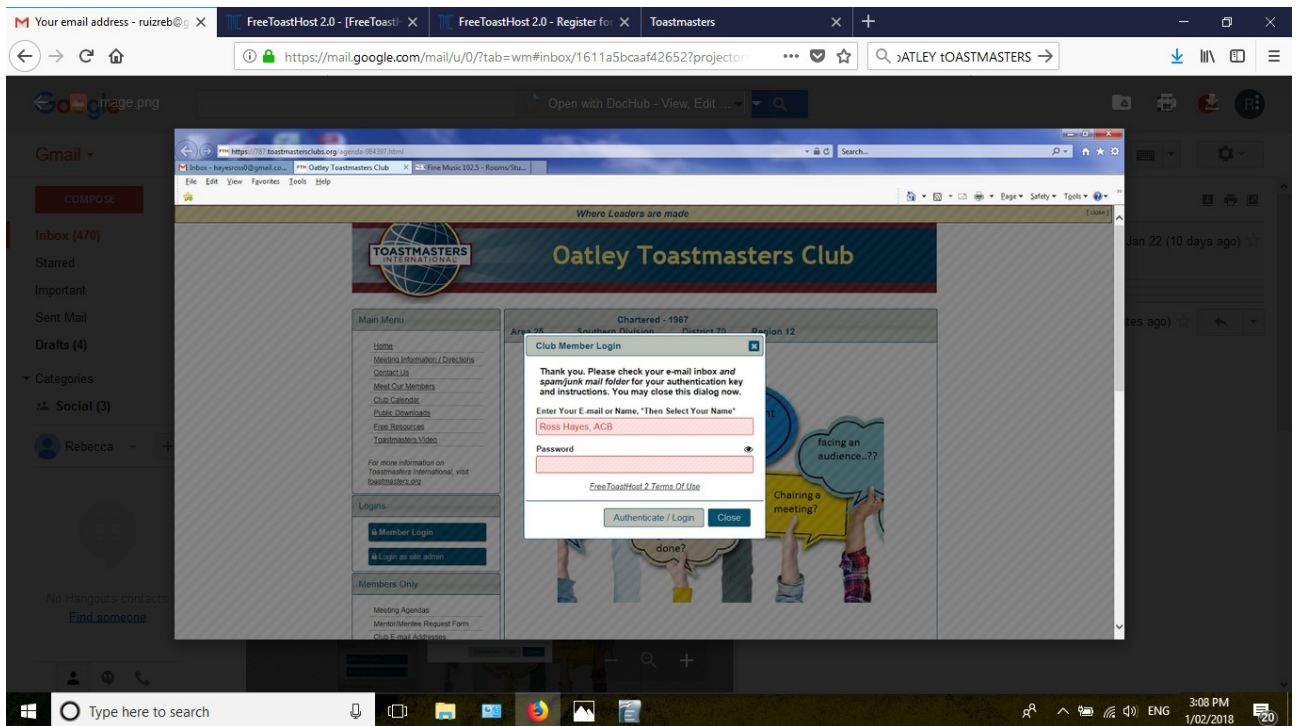 Your email address - ruizreb@g
FreeToastHost 2.0 - [FreeToastH
FreeToastHost 2.0 - Register for
Toastmasters
https://mail.google.com/mail/u/0/?tab=wm#inbox/1611a5bcaaf42652?projector
OATLEY tOASTMASTERS
Google
image.png
Open with DocHub - View, Edit ...
Gmail
COMPOSE
Inbox (470)
Starred
Important
Sent Mail
Drafts (4)
Categories
Social (3)
Rebecca
No Hangouts contacts
Find someone
Jan 22 (10 days ago)
tes ago)
https://787.toastmastersclubs.org/agenda-984397.html
Search...
Inbox - hayesross0@gmail.co...
Oatley Toastmasters Club
Fine Music 102.5 - Rooms/Stu...
File Edit View Favorites Tools Help
Page Safety Tools
Where Leaders are made
[close]
TOASTMASTERS
INTERNATIONAL
Oatley Toastmasters Club
Main Menu
Home
Meeting Information / Directions
Contact Us
Meet Our Members
Club Calendar
Public Downloads
Free Resources
Toastmasters Video
For more information on
Toastmasters International, visit
toastmasters.org
Logins
Member Login
Login as site admin
Members Only
Meeting Agendas
Mentor/Mentee Request Form
Club E-mail Addresses
Chartered - 1967
Area 25 Southern Division District 70 Region 12
Club Member Login
Thank you. Please check your e-mail inbox and
spam/junk mail folder for your authentication key
and instructions. You may close this dialog now.
Enter Your E-mail or Name, "Then Select Your Name"
Ross Hayes, ACB
Password
FreeToastHost 2 Terms Of Use
Authenticate / Login
Close
facing an
audience..??
Chairing a
meeting?
done?
Type here to search
ENG
3:08 PM
1/02/2018
20